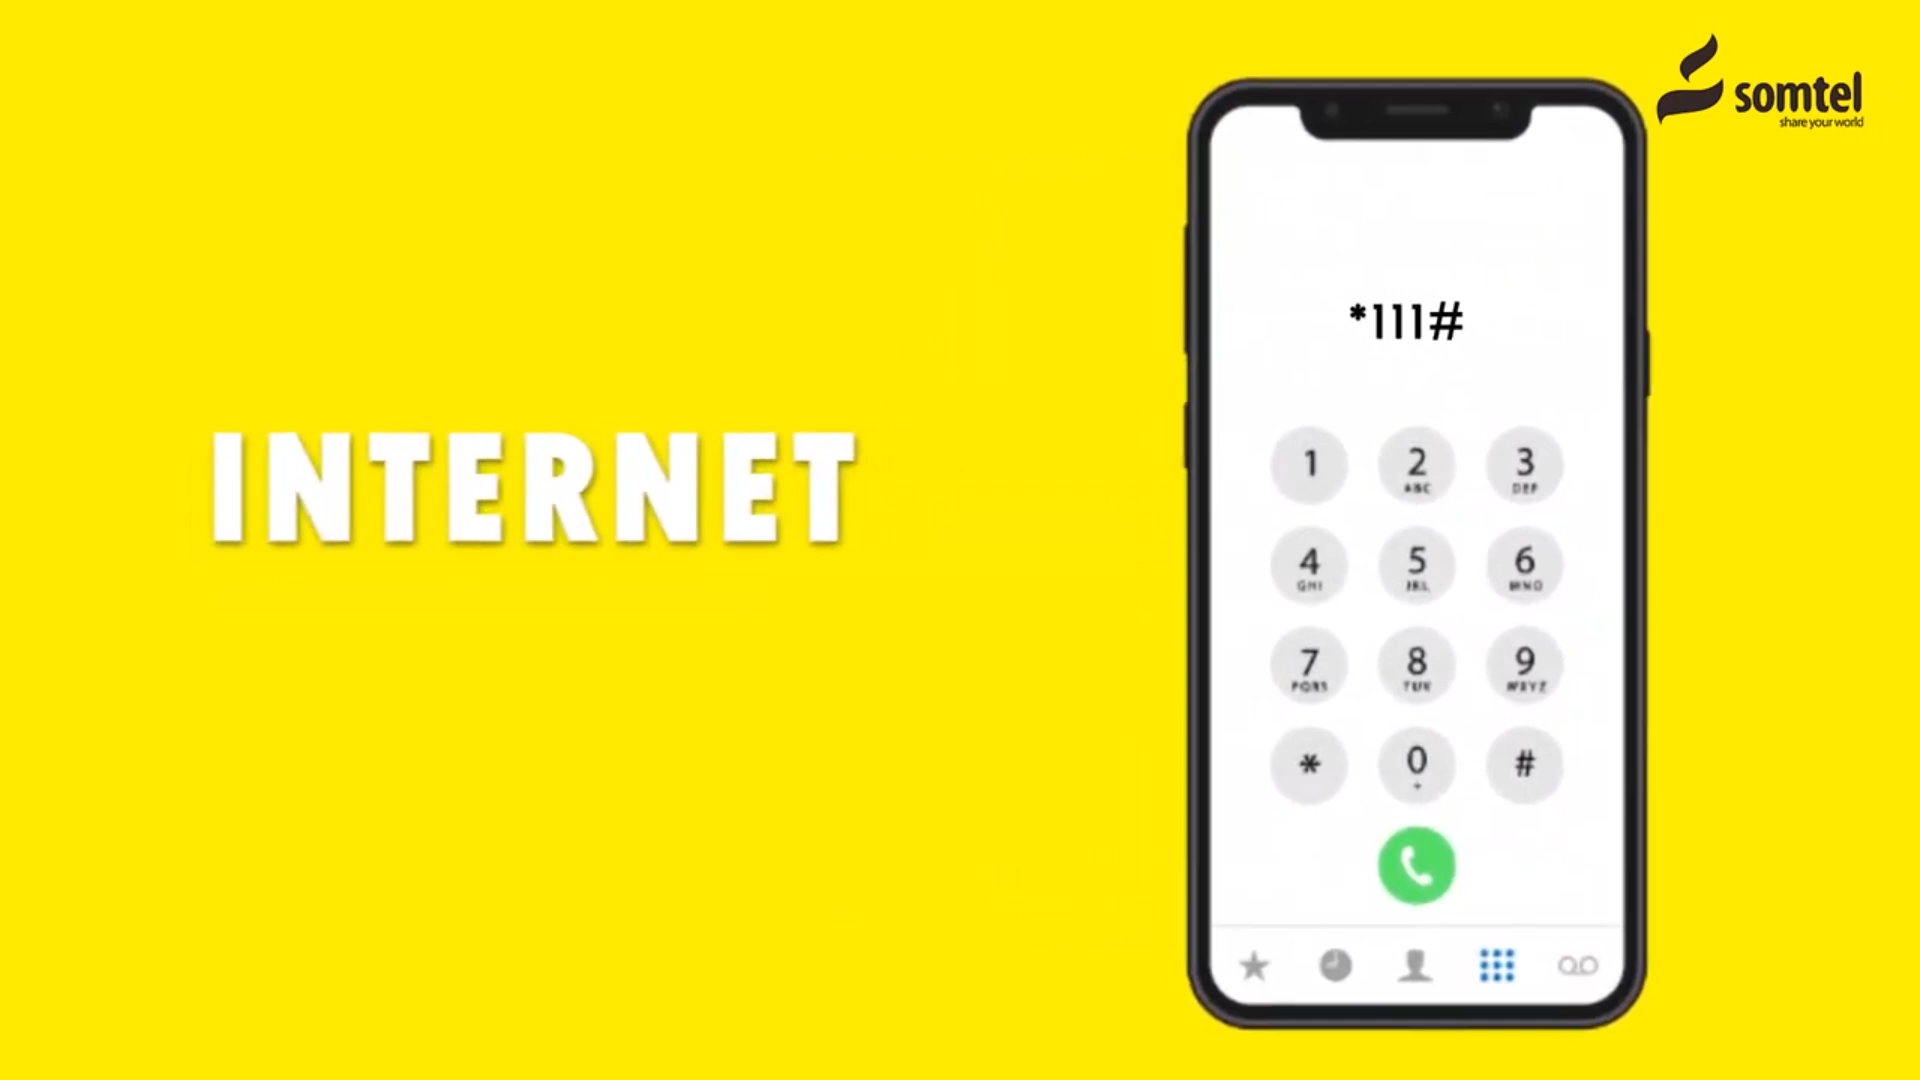 somtel
share your world
*111#
INTERNET
1
2
ABC
3
DEF
4
GHI
5
JKL
6
MNO
7
PQRS
8
TUV
9
WXYZ
*
0
+
#